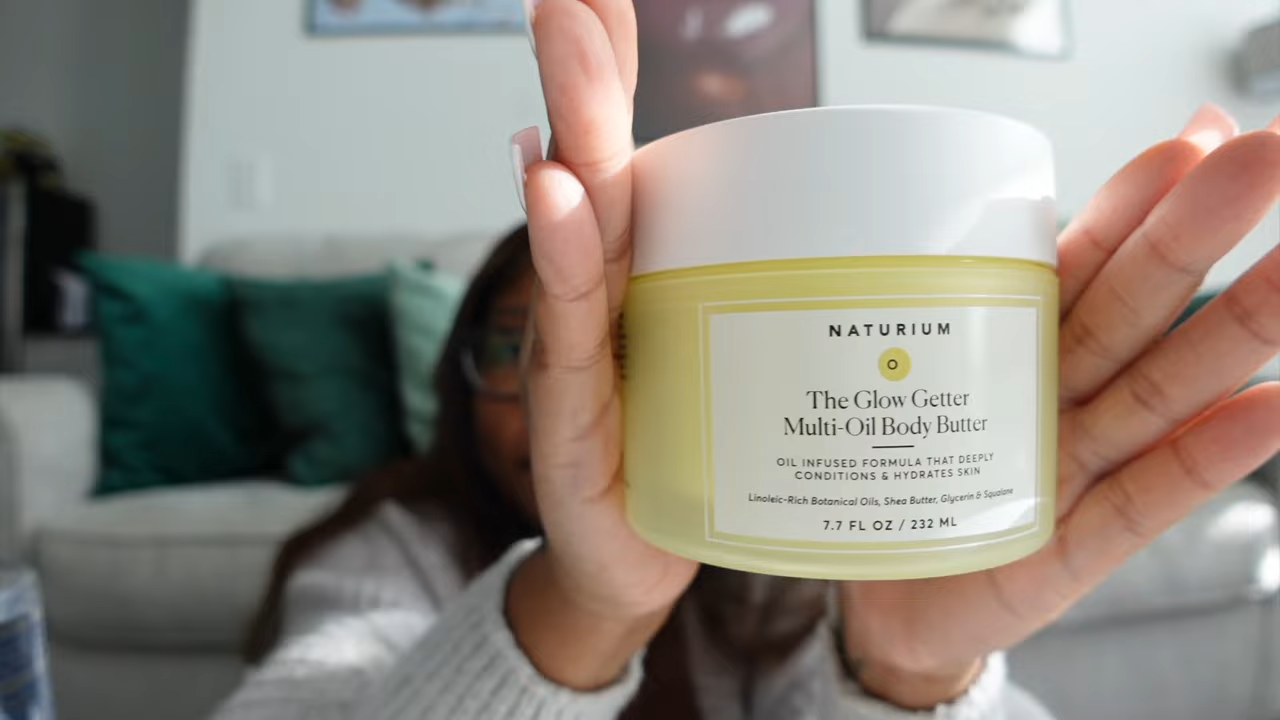 NATURIUM
O
The Glow Getter
Multi-Oil Body Butter
OIL INFUSED FORMULA THAT DEEPLY
CONDITIONS & HYDRATES SKIN
Linoleic-Rich Botanical Oils, Shea Butter, Glycerin & Squalane
7.7 FL OZ / 232 ML